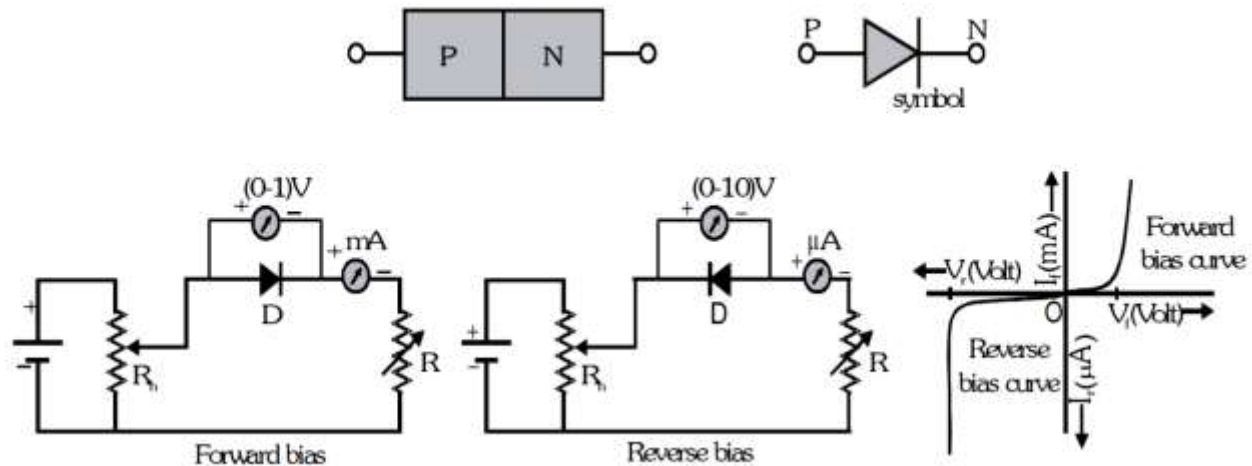 P N
P N
symbol
(0-1)V
+ −
+ mA −
D
+
−
Rh
R
Forward bias
(0-10)V
+ −
+ μA −
D
+
−
Rh
R
Reverse bias
If(mA)
Forward
bias curve
Vr(Volt)
O
Vf(Volt)
Reverse
bias curve
Ir(μA)